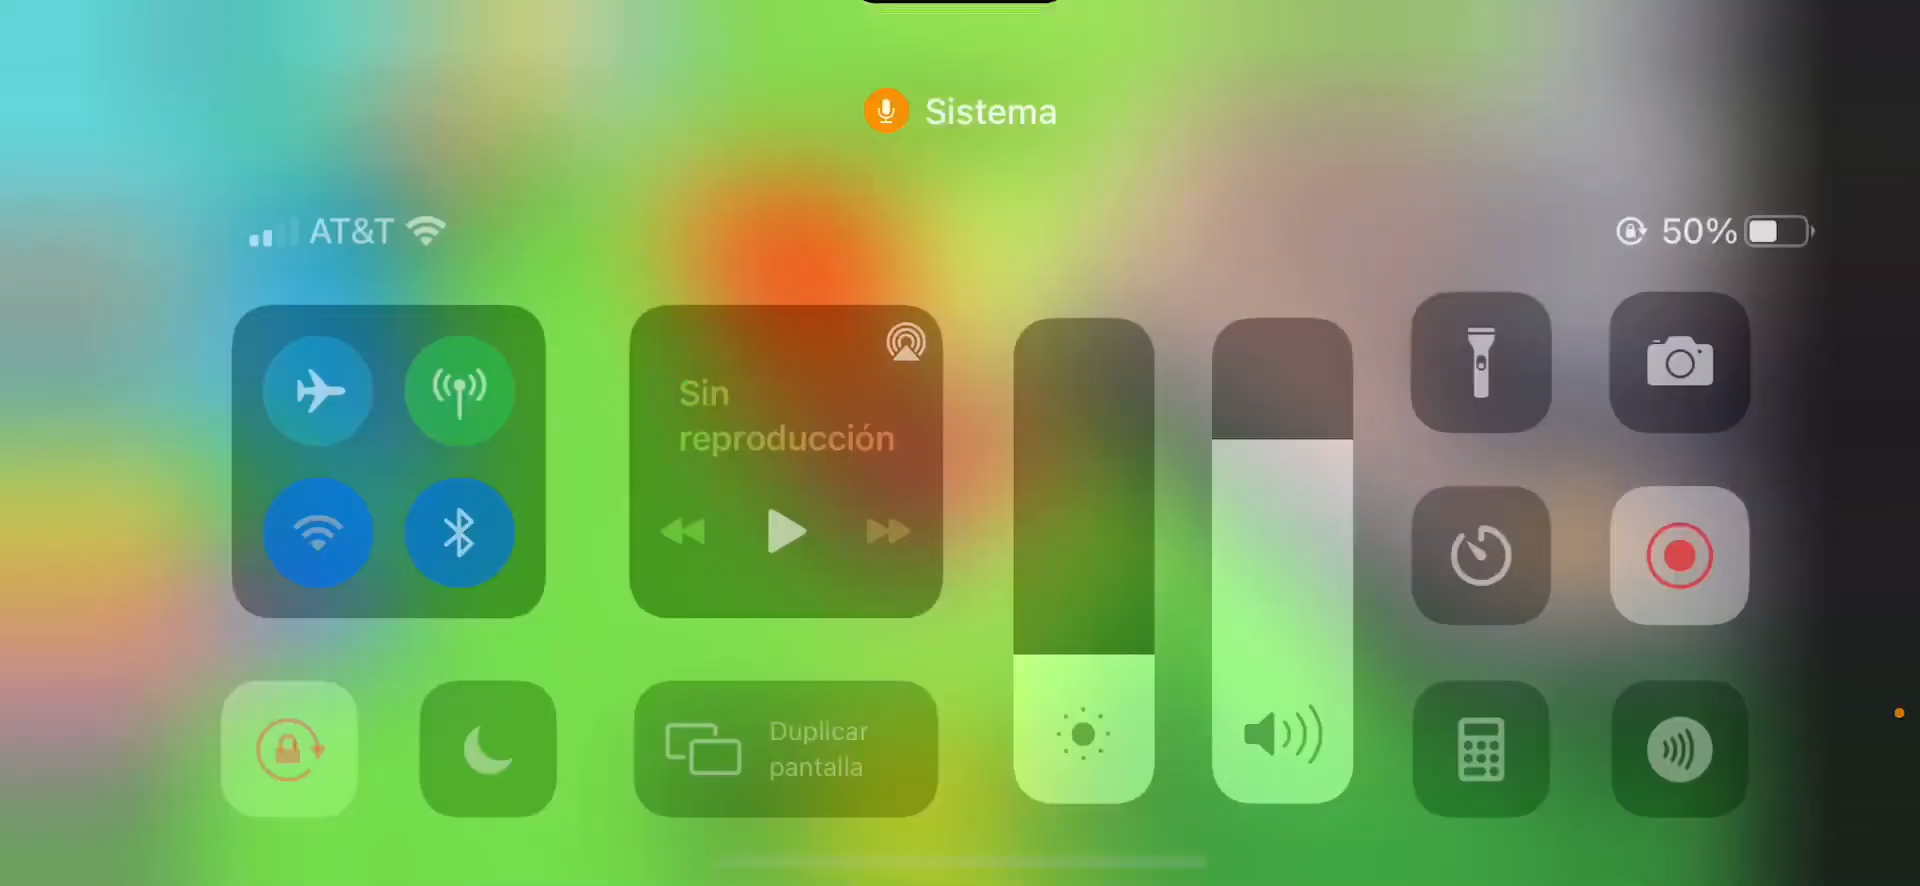 Sistema
AT&T
50%
Sin
reproducción
Duplicar
pantalla